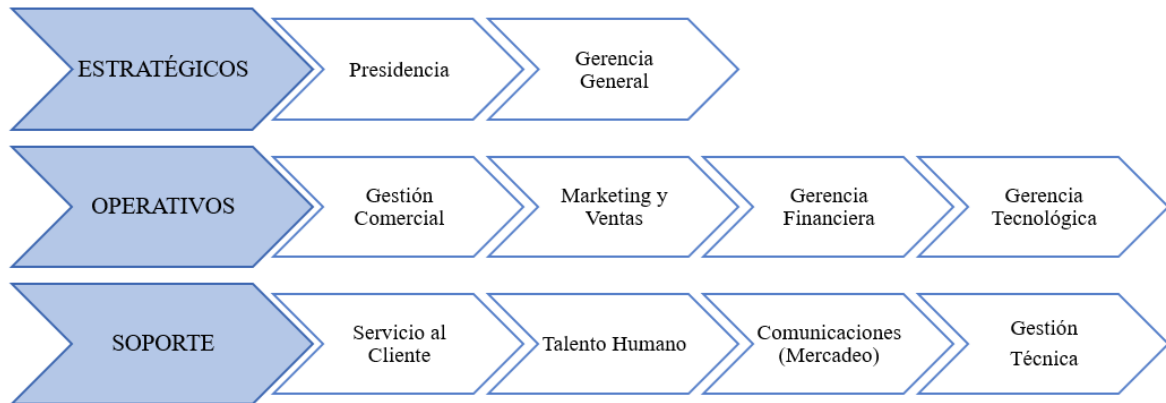 ESTRATÉGICOS
Presidencia
Gerencia
General
OPERATIVOS
Gestión
Comercial
Marketing y
Ventas
Gerencia
Financiera
Gerencia
Tecnológica
SOPORTE
Servicio al
Cliente
Talento Humano
Comunicaciones
(Mercadeo)
Gestión
Técnica